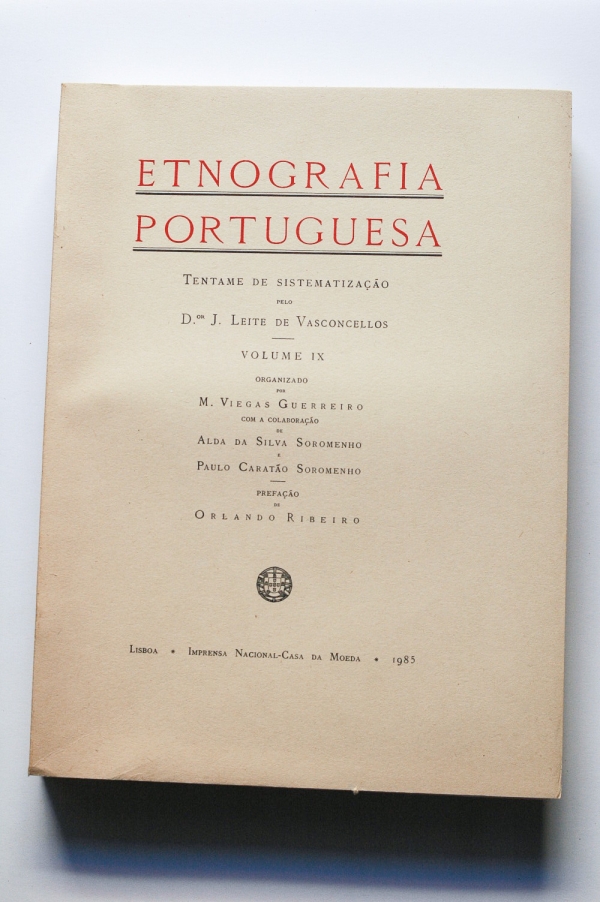 ETNOGRAFIA
PORTUGUESA
TENTAME DE SISTEMATIZAÇÃO
PELO
D.OR J. LEITE DE VASCONCELLOS
VOLUME IX
ORGANIZADO
POR
M. VIEGAS GUERREIRO
COM A COLABORAÇÃO
DE
ALDA DA SILVA SOROMENHO
E
PAULO CARATÃO SOROMENHO
PREFAÇÃO
DE
ORLANDO RIBEIRO
LISBOA * IMPRENSA NACIONAL-CASA DA MOEDA * 1985